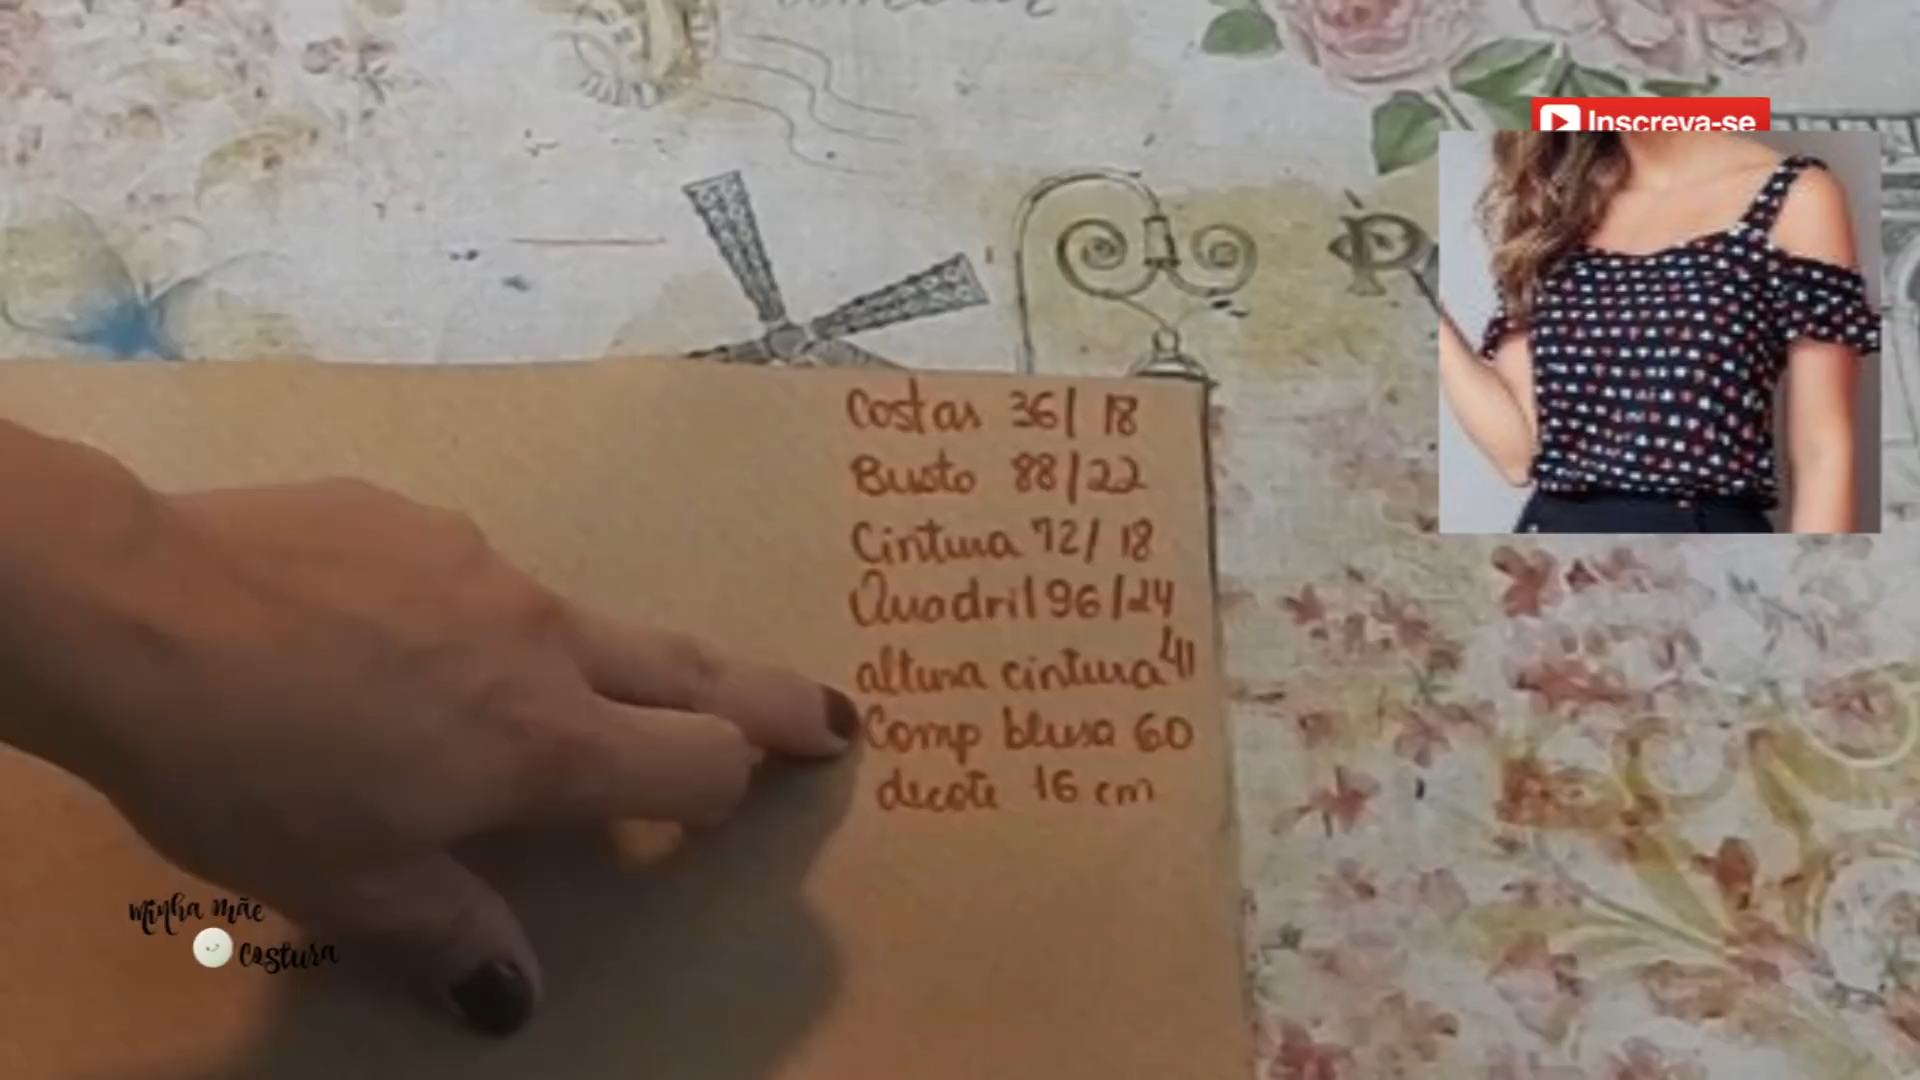 Inscreva-se
Costas 36/ 18
Busto 88/22
Cintura 72/ 18
Quadril 96/24
altura cintura 41
Comp blusa 60
decote 16 cm
minha mãe
costura